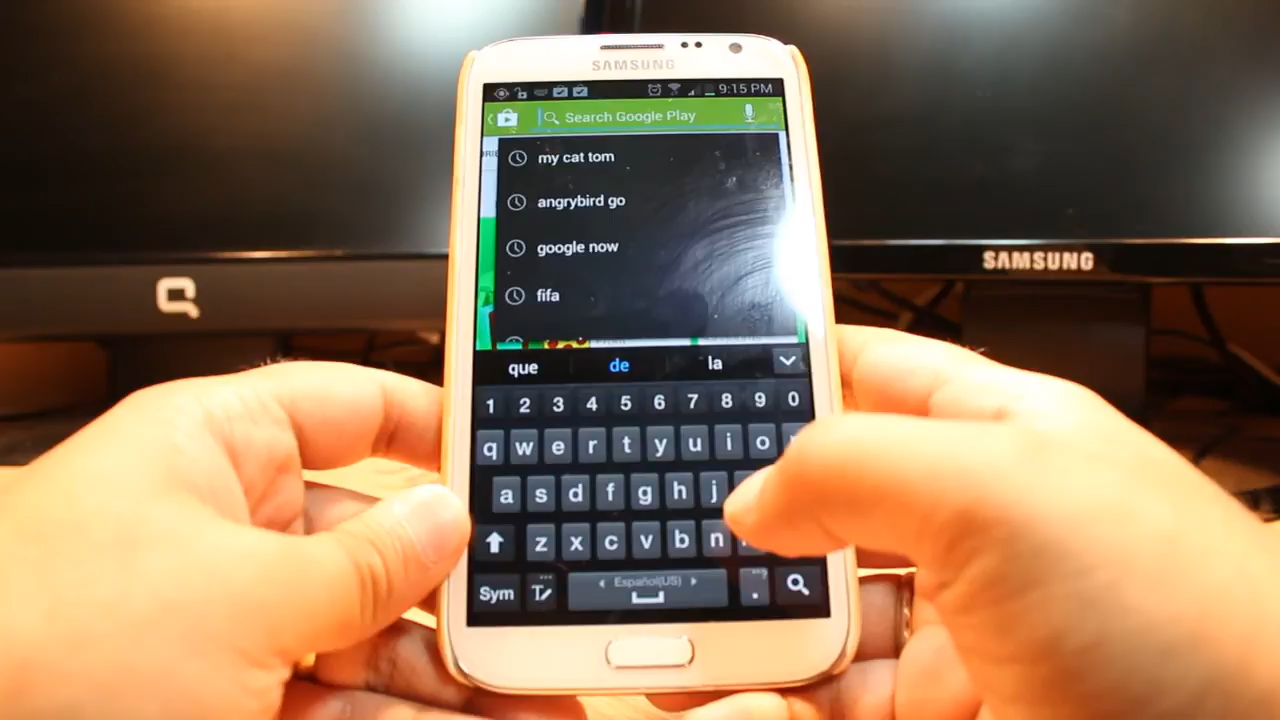 SAMSUNG
9:15 PM
Search Google Play
my cat tom
angrybird go
google now
fifa
que de la
1 2 3 4 5 6 7 8 9 0
q w e r t y u i o
a s d f g h j
z x c v b n
Sym Español(US) .
SAMSUNG